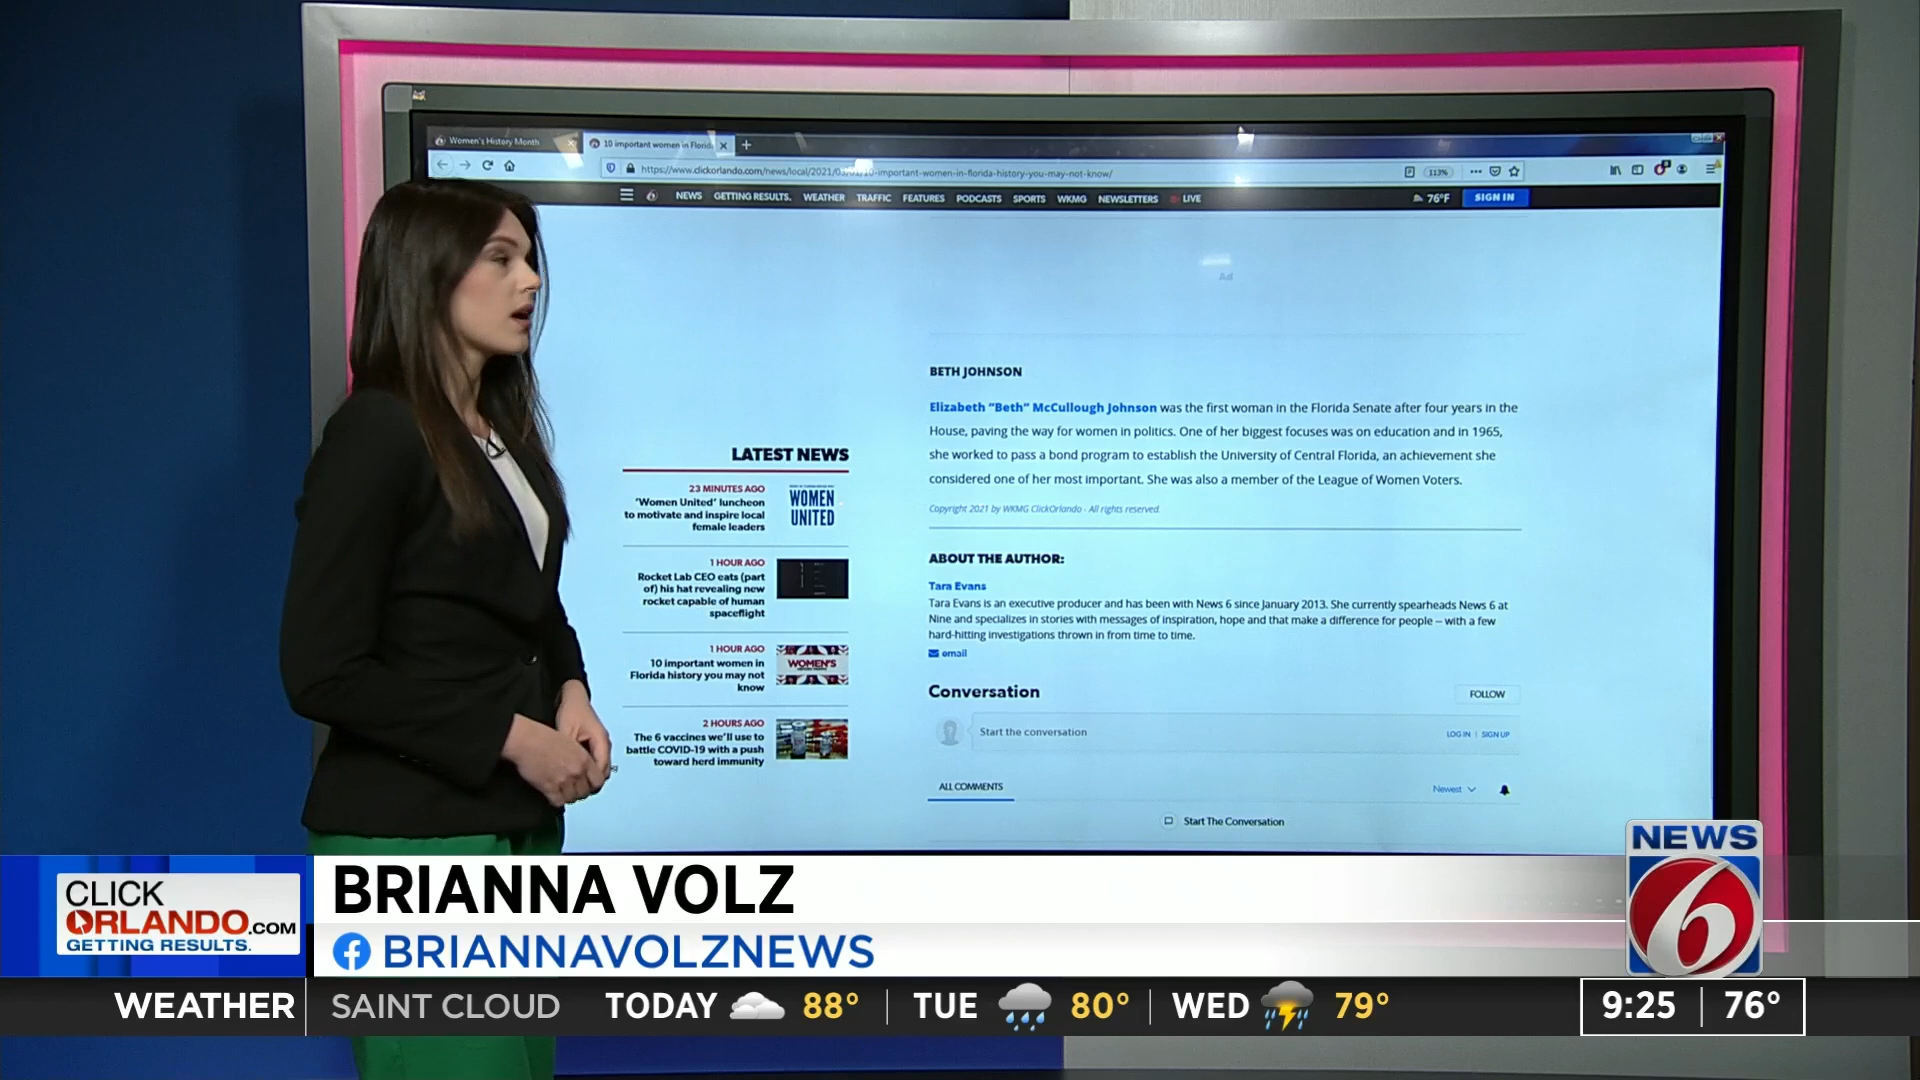 Women's History Month
10 important women in Florid
https://www.clickorlando.com/news/local/2021/03/01/10-important-women-in-florida-history-you-may-not-know/
113%
NEWS GETTING RESULTS. WEATHER TRAFFIC FEATURES PODCASTS SPORTS WKMG NEWSLETTERS LIVE
76°F
SIGN IN
Ad
BETH JOHNSON
Elizabeth "Beth" McCullough Johnson was the first woman in the Florida Senate after four years in the
House, paving the way for women in politics. One of her biggest focuses was on education and in 1965,
she worked to pass a bond program to establish the University of Central Florida, an achievement she
considered one of her most important. She was also a member of the League of Women Voters.
Copyright 2021 by WKMG ClickOrlando - All rights reserved.
LATEST NEWS
23 MINUTES AGO
'Women United' luncheon
to motivate and inspire local
female leaders
WOMEN
UNITED
1 HOUR AGO
Rocket Lab CEO eats (part
of) his hat revealing new
rocket capable of human
spaceflight
1 HOUR AGO
10 important women in
Florida history you may not
know
WOMEN'S
2 HOURS AGO
The 6 vaccines we'll use to
battle COVID-19 with a push
toward herd immunity
ABOUT THE AUTHOR:
Tara Evans
Tara Evans is an executive producer and has been with News 6 since January 2013. She currently spearheads News 6 at
Nine and specializes in stories with messages of inspiration, hope and that make a difference for people -- with a few
hard-hitting investigations thrown in from time to time.
email
Conversation
FOLLOW
Start the conversation
LOG IN | SIGN UP
ALL COMMENTS
Newest
Start The Conversation
NEWS
6
CLICK
ORLANDO.COM
GETTING RESULTS.
BRIANNA VOLZ
BRIANNAVOLZNEWS
WEATHER
SAINT CLOUD TODAY 88° TUE 80° WED 79°
9:25 76°